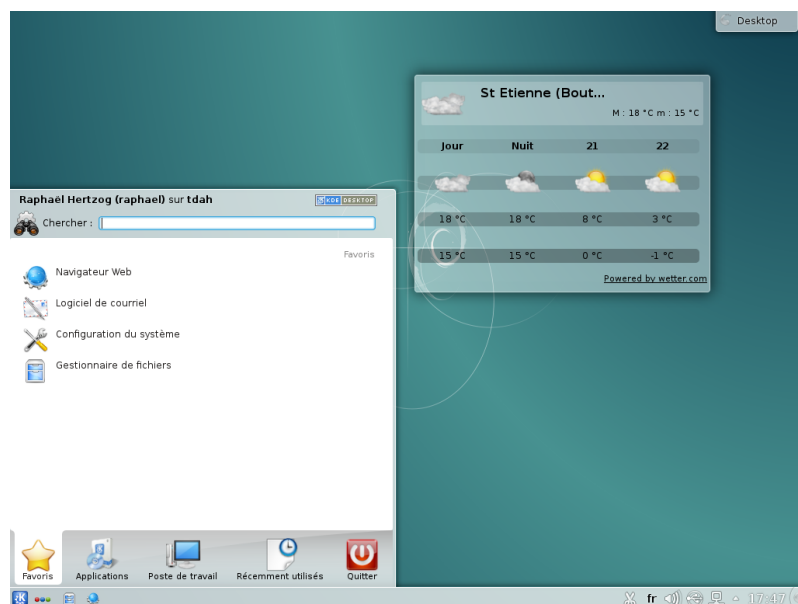 Desktop
St Etienne (Bout...
M : 18 °C m : 15 °C
Jour Nuit 21 22
18 °C 18 °C 8 °C 3 °C
15 °C 15 °C 0 °C -1 °C
Powered by wetter.com
Raphaël Hertzog (raphael) sur tdah
KDE DESKTOP
Chercher :
Favoris
Navigateur Web
Logiciel de courriel
Configuration du système
Gestionnaire de fichiers
Favoris Applications Poste de travail Récemment utilisés Quitter
fr 17:47